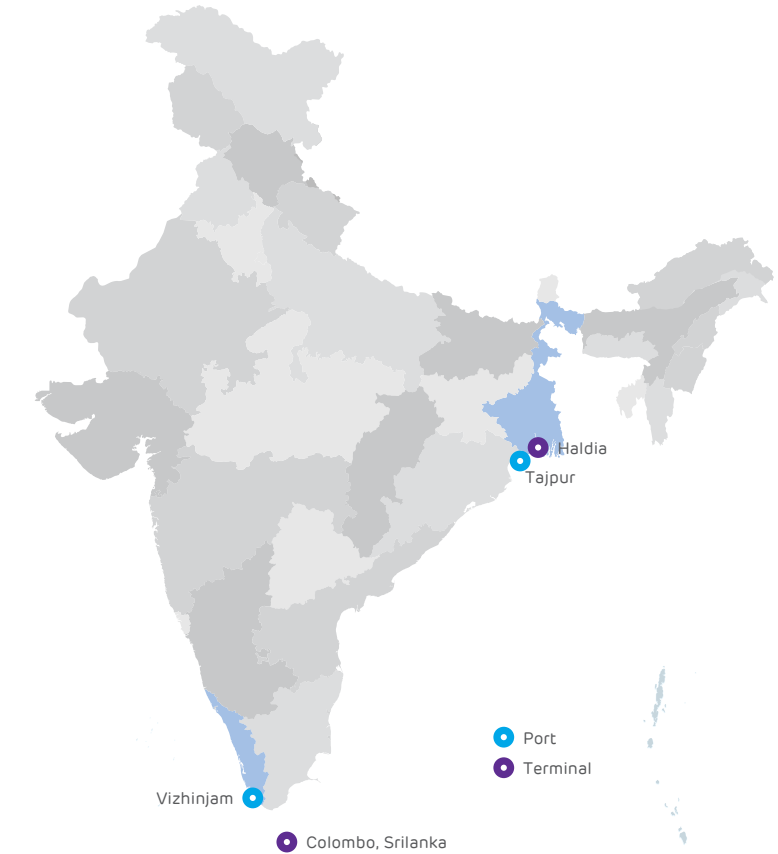 Haldia
Tajpur
Port
Terminal
Vizhinjam
Colombo, Srilanka